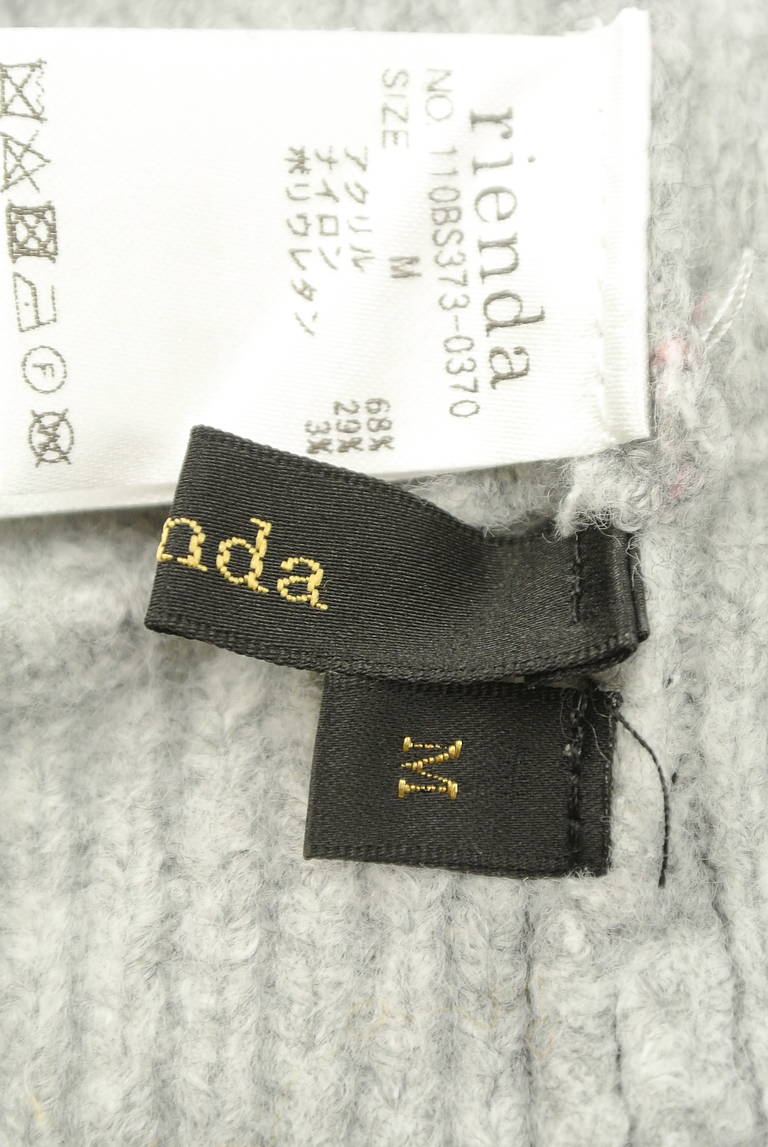 rienda
NO. 110BS373-0370
SIZE M
アクリル 68%
ナイロン 29%
ポリウレタン 3%
F
W
nda
M